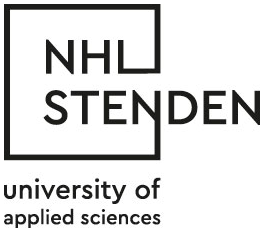 NHL
STENDEN
university of
applied sciences